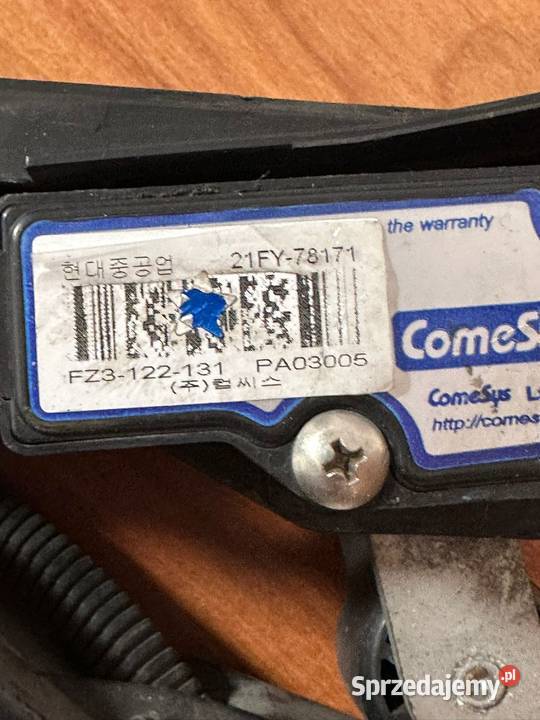 the warranty
현대중공업 21FY-78171
FZ3-122-131 PA03005
(주)컴씨스
ComeS
ComeSys L
http://comes
Sprzedajemy.pl